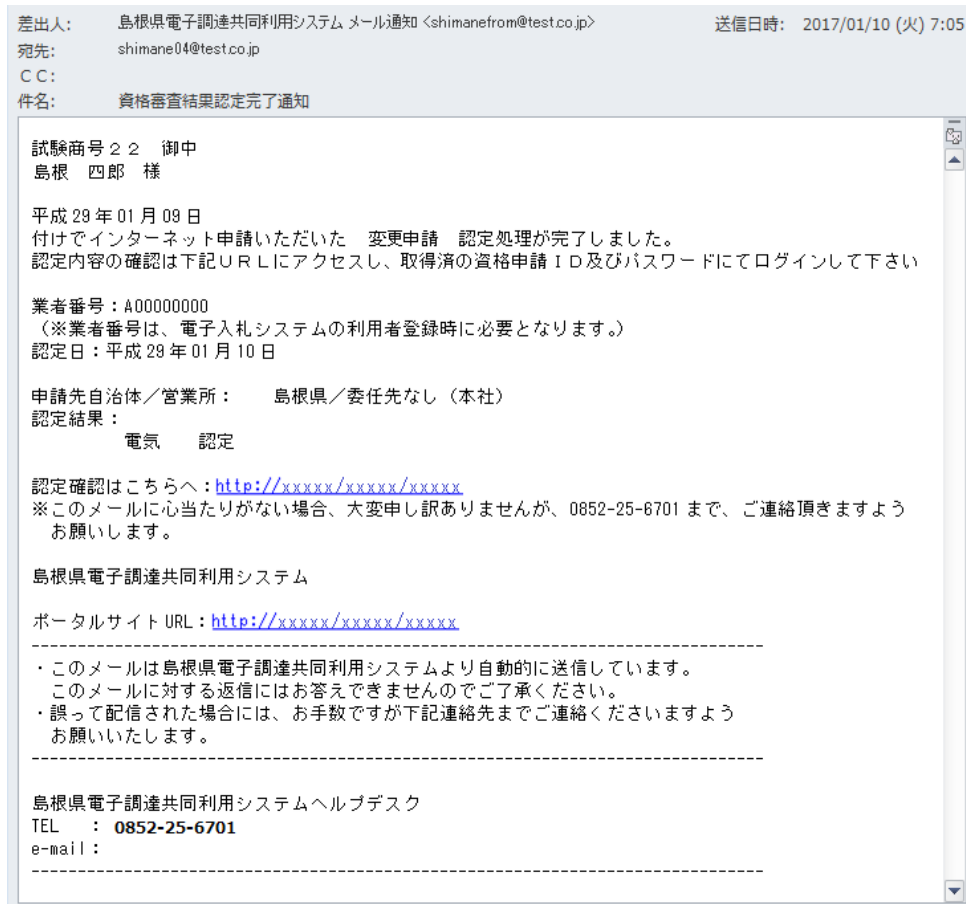 差出人: 島根県電子調達共同利用システム メール通知 <shimanefrom@test.co.jp> 送信日時: 2017/01/10 (火) 7:05
宛先: shimane04@test.co.jp
CC:
件名: 資格審査結果認定完了通知
試験商号２２　御中
島根　四郎　様
平成29年01月09日
付けでインターネット申請いただいた　変更申請　認定処理が完了しました。
認定内容の確認は下記ＵＲＬにアクセスし、取得済の資格申請ＩＤ及びパスワードにてログインして下さい
業者番号：A00000000
（※業者番号は、電子入札システムの利用者登録時に必要となります。）
認定日：平成29年01月10日
申請先自治体／営業所：　　島根県／委任先なし（本社）
認定結果：
電気　　認定
認定確認はこちらへ：http://xxxxx/xxxxx/xxxxx
※このメールに心当たりがない場合、大変申し訳ありませんが、0852-25-6701まで、ご連絡頂きますよう
お願いします。
島根県電子調達共同利用システム
ポータルサイトURL：http://xxxxx/xxxxx/xxxxx
--------------------------------------------------------------------------------
・このメールは島根県電子調達共同利用システムより自動的に送信しています。
このメールに対する返信にはお答えできませんのでご了承ください。
・誤って配信された場合には、お手数ですが下記連絡先までご連絡くださいますよう
お願いいたします。
--------------------------------------------------------------------------------
島根県電子調達共同利用システムヘルプデスク
TEL　：0852-25-6701
e-mail：
--------------------------------------------------------------------------------